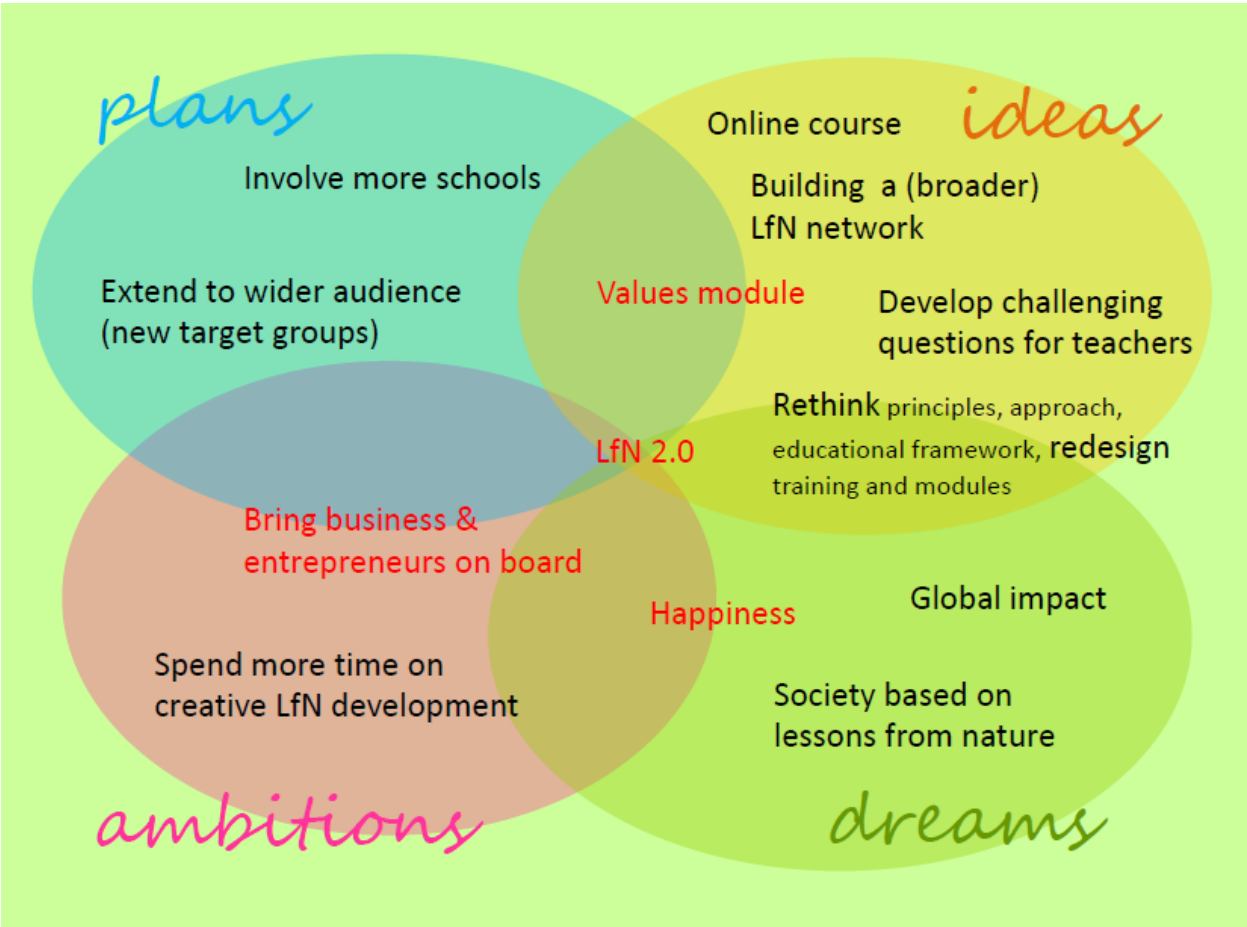 plans
Involve more schools
Extend to wider audience
(new target groups)
ideas
Online course
Building  a (broader)
LfN network
Values module
Develop challenging
questions for teachers
Rethink principles, approach,
educational framework, redesign
training and modules
LfN 2.0
Bring business &
entrepreneurs on board
Spend more time on
creative LfN development
ambitions
Happiness
Global impact
Society based on
lessons from nature
dreams